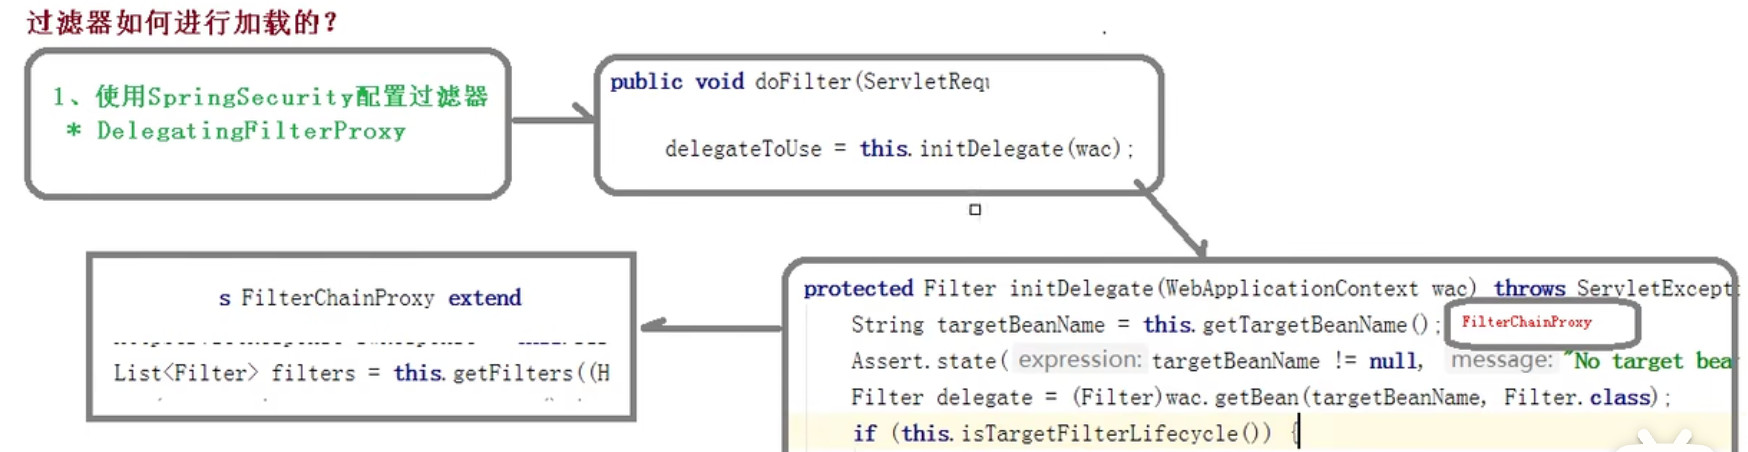 过滤器如何进行加载的？
1、使用SpringSecurity配置过滤器
* DelegatingFilterProxy
public void doFilter(ServletRequ
delegateToUse = this.initDelegate(wac);
protected Filter initDelegate(WebApplicationContext wac) throws ServletExcept
String targetBeanName = this.getTargetBeanName(); FilterChainProxy
Assert.state( expression: targetBeanName != null, message: "No target bea
Filter delegate = (Filter)wac.getBean(targetBeanName, Filter.class);
if (this.isTargetFilterLifecycle()) {
s FilterChainProxy extend
List<Filter> filters = this.getFilters((H